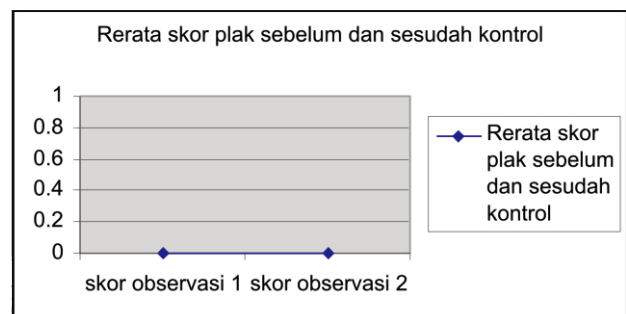 Rerata skor plak sebelum dan sesudah kontrol
1
0.8
0.6
0.4
0.2
0
skor observasi 1 skor observasi 2
Rerata skor
plak sebelum
dan sesudah
kontrol